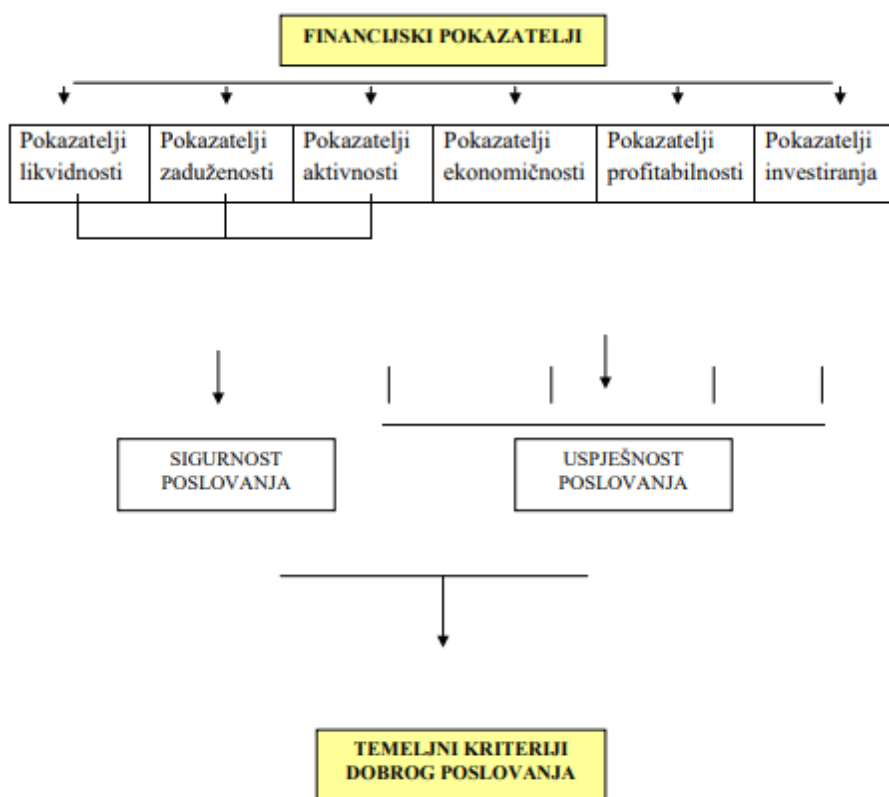 FINANCIJSKI POKAZATELJI
Pokazatelji
likvidnosti
Pokazatelji
zaduženosti
Pokazatelji
aktivnosti
Pokazatelji
ekonomičnosti
Pokazatelji
profitabilnosti
Pokazatelji
investiranja
SIGURNOST
POSLOVANJA
USPJEŠNOST
POSLOVANJA
TEMELJNI KRITERIJI
DOBROG POSLOVANJA